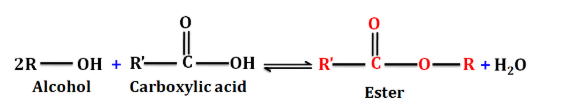 O O
2R OH + R' C OH R' C O R + H₂O
Alcohol Carboxylic acid Ester